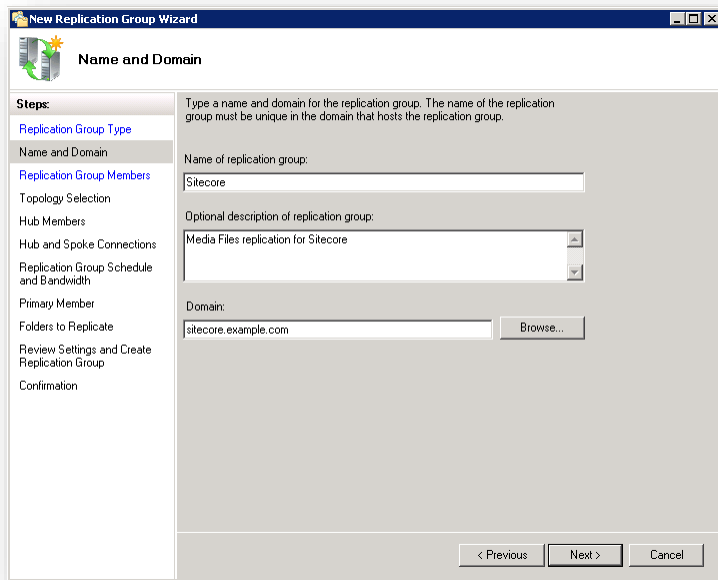 New Replication Group Wizard
Name and Domain
Steps:
Replication Group Type
Name and Domain
Replication Group Members
Topology Selection
Hub Members
Hub and Spoke Connections
Replication Group Schedule
and Bandwidth
Primary Member
Folders to Replicate
Review Settings and Create
Replication Group
Confirmation
Type a name and domain for the replication group. The name of the replication
group must be unique in the domain that hosts the replication group.
Name of replication group:
Sitecore
Optional description of replication group:
Media Files replication for Sitecore
Domain:
sitecore.example.com
Browse...
< Previous
Next >
Cancel